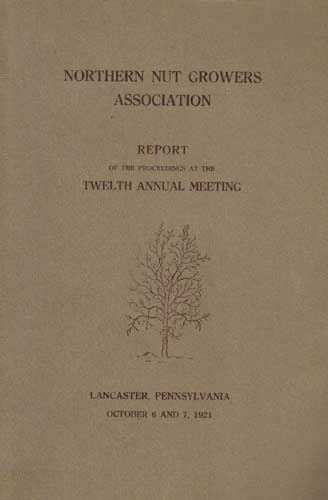 NORTHERN NUT GROWERS
ASSOCIATION
REPORT
OF THE PROCEEDINGS AT THE
TWELTH ANNUAL MEETING
LANCASTER, PENNSYLVANIA
OCTOBER 6 AND 7, 1921